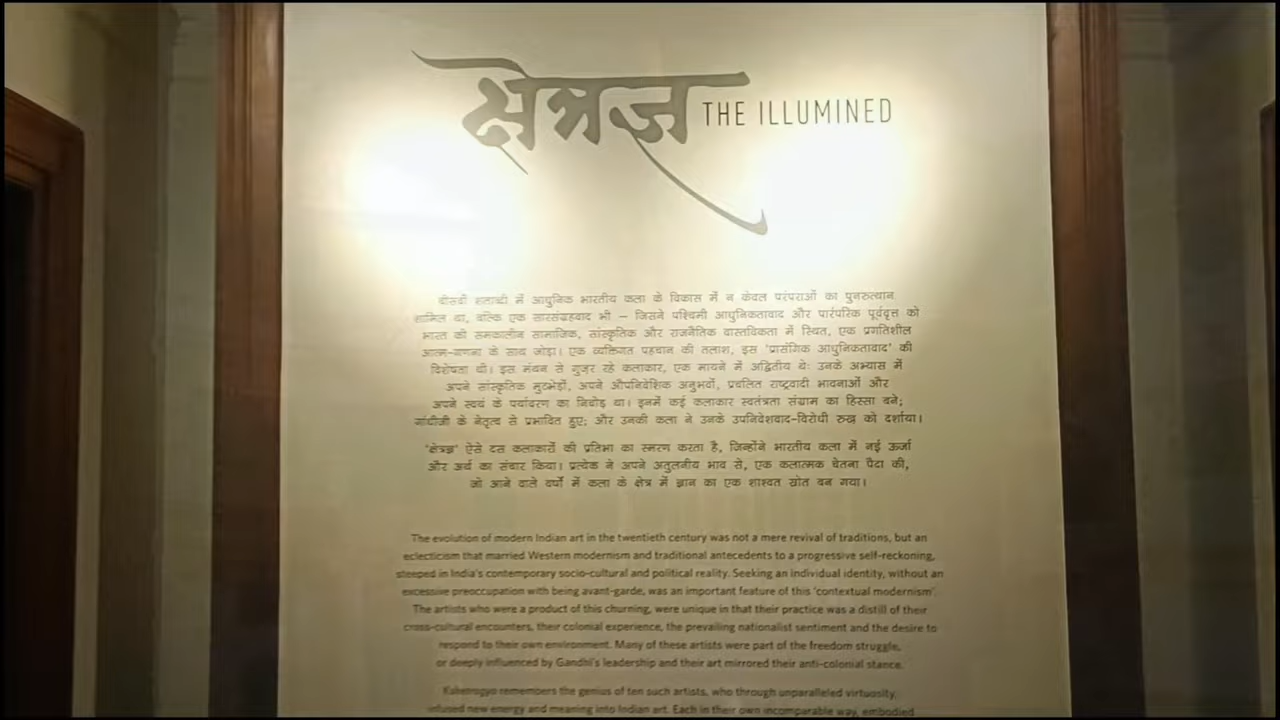 क्षेत्रज्ञ THE ILLUMINED
बीसवीं शताब्दी में आधुनिक भारतीय कला के विकास में न केवल परंपराओं का पुनरुत्थान
शामिल था, बल्कि एक सारसंग्रहवाद भी – जिसने पश्चिमी आधुनिकतावाद और पारंपरिक पूर्ववृत्त को
भारत की समकालीन सामाजिक, सांस्कृतिक और राजनैतिक वास्तविकता में स्थित, एक प्रगतिशील
आत्म-गणना के साथ जोड़ा। एक व्यक्तिगत पहचान की तलाश, इस 'प्रासंगिक आधुनिकतावाद' की
विशेषता थी। इस मंथन से गुज़र रहे कलाकार, एक मायने में अद्वितीय थे: उनके अभ्यास में
अपने सांस्कृतिक मुठभेड़ों, अपने औपनिवेशिक अनुभवों, प्रचलित राष्ट्रवादी भावनाओं और
अपने स्वयं के पर्यावरण का निचोड़ था। इनमें कई कलाकार स्वतंत्रता संग्राम का हिस्सा बने;
गांधीजी के नेतृत्व से प्रभावित हुए; और उनकी कला ने उनके उपनिवेशवाद-विरोधी रुख को दर्शाया।
'क्षेत्रज्ञ' ऐसे दस कलाकारों की प्रतिभा का स्मरण करता है, जिन्होंने भारतीय कला में नई ऊर्जा
और अर्थ का संचार किया। प्रत्येक ने अपने अतुलनीय भाव से, एक कलात्मक चेतना पैदा की,
जो आने वाले वर्षों में कला के क्षेत्र में ज्ञान का एक शाश्वत स्रोत बन गया।
The evolution of modern Indian art in the twentieth century was not a mere revival of traditions, but an
eclecticism that married Western modernism and traditional antecedents to a progressive self-reckoning,
steeped in India's contemporary socio-cultural and political reality. Seeking an individual identity, without an
excessive preoccupation with being avant-garde, was an important feature of this 'contextual modernism'.
The artists who were a product of this churning, were unique in that their practice was a distill of their
cross-cultural encounters, their colonial experience, the prevailing nationalist sentiment and the desire to
respond to their own environment. Many of these artists were part of the freedom struggle,
or deeply influenced by Gandhi's leadership and their art mirrored their anti-colonial stance.
remembers the genius of ten such artists, who through unparalleled virtuosity,
infused new energy and meaning into Indian art. Each in their own incomparable way, embodied